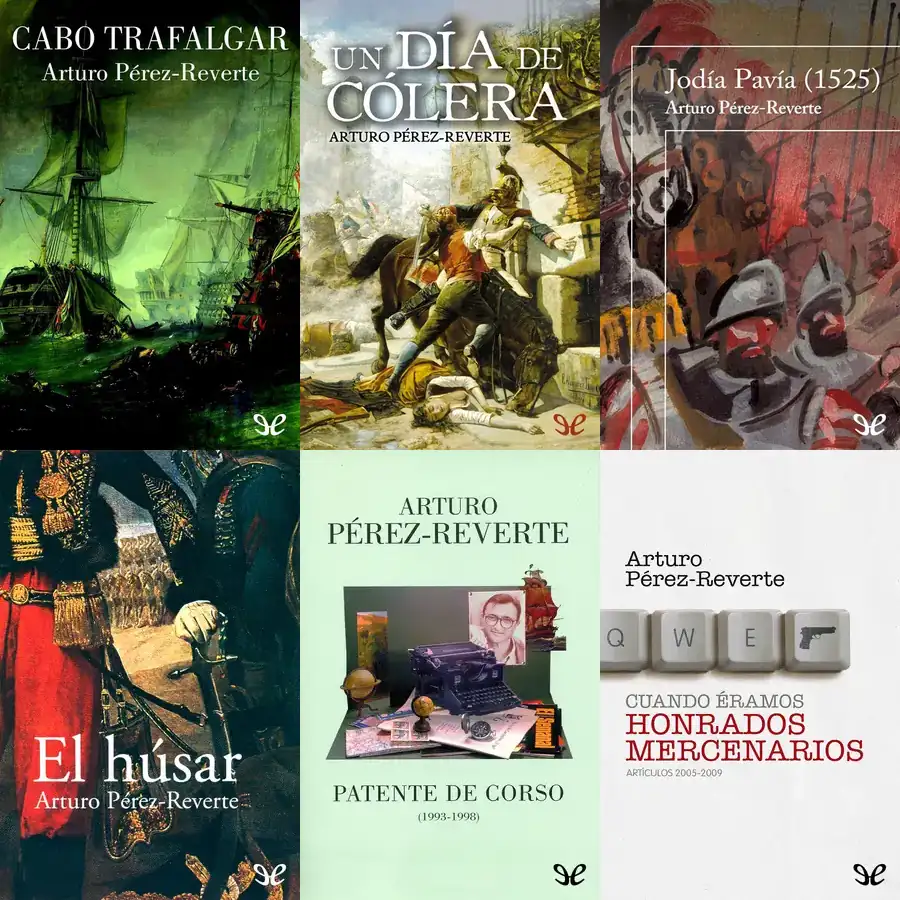 CABO TRAFALGAR
Arturo Pérez-Reverte
UN DÍA DE
CÓLERA
ARTURO PÉREZ-REVERTE
Jodía Pavía (1525)
Arturo Pérez-Reverte
El húsar
Arturo Pérez-Reverte
ARTURO
PÉREZ-REVERTE
PATENTE DE CORSO
(1993-1998)
Arturo
Pérez-Reverte
Q W E
CUANDO ÉRAMOS
HONRADOS
MERCENARIOS
ARTÍCULOS 2005-2009